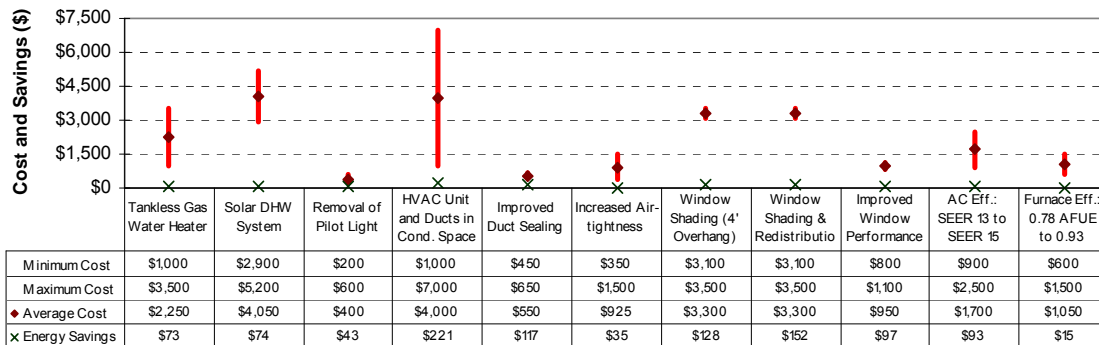 Cost and Savings ($)
$7,500
$6,000
$4,500
$3,000
$1,500
$0
Tankless Gas Water Heater
Solar DHW System
Removal of Pilot Light
HVAC Unit and Ducts in Cond. Space
Improved Duct Sealing
Increased Air-tightness
Window Shading (4' Overhang)
Window Shading & Redistributio
Improved Window Performance
AC Eff.: SEER 13 to SEER 15
Furnace Eff.: 0.78 AFUE to 0.93
Minimum Cost $1,000 $2,900 $200 $1,000 $450 $350 $3,100 $3,100 $800 $900 $600
Maximum Cost $3,500 $5,200 $600 $7,000 $650 $1,500 $3,500 $3,500 $1,100 $2,500 $1,500
Average Cost $2,250 $4,050 $400 $4,000 $550 $925 $3,300 $3,300 $950 $1,700 $1,050
Energy Savings $73 $74 $43 $221 $117 $35 $128 $152 $97 $93 $15